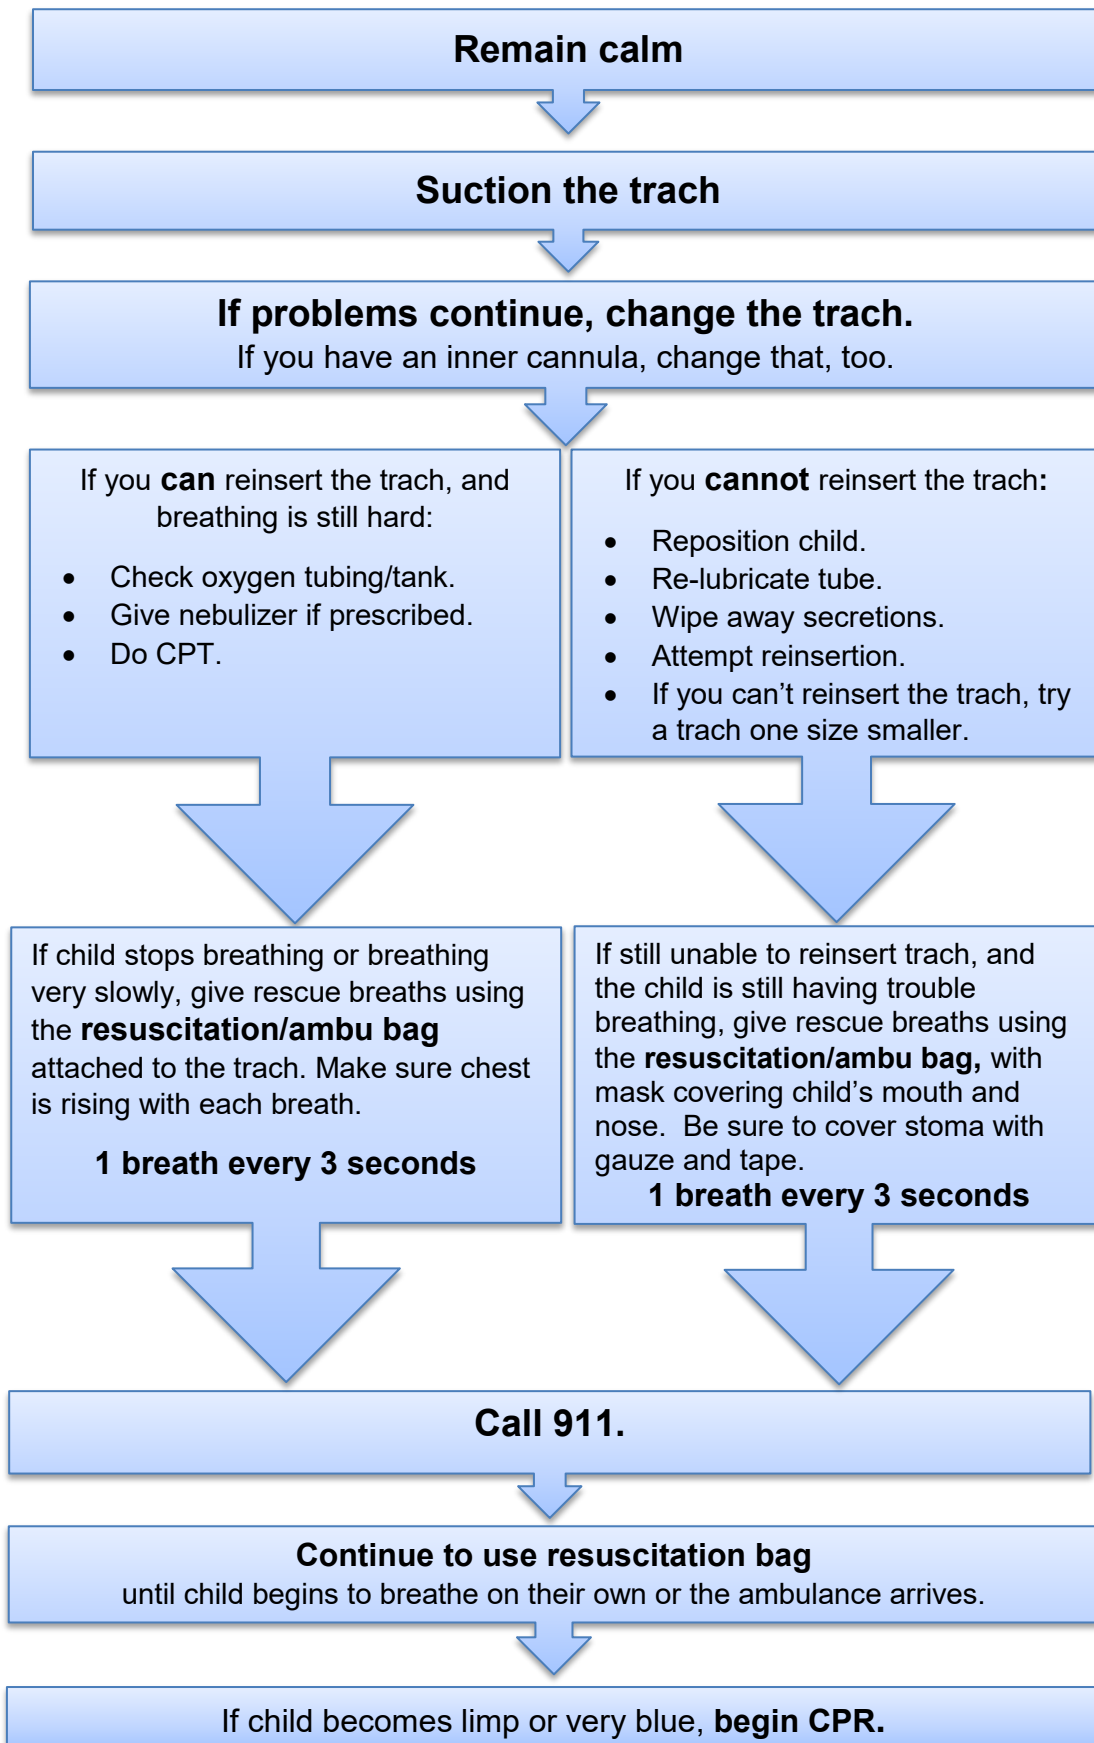 Remain calm
Suction the trach
If problems continue, change the trach.
If you have an inner cannula, change that, too.
If you can reinsert the trach, and
breathing is still hard:
• Check oxygen tubing/tank.
• Give nebulizer if prescribed.
• Do CPT.
If you cannot reinsert the trach:
• Reposition child.
• Re-lubricate tube.
• Wipe away secretions.
• Attempt reinsertion.
• If you can’t reinsert the trach, try
a trach one size smaller.
If child stops breathing or breathing
very slowly, give rescue breaths using
the resuscitation/ambu bag
attached to the trach. Make sure chest
is rising with each breath.
1 breath every 3 seconds
If still unable to reinsert trach, and
the child is still having trouble
breathing, give rescue breaths using
the resuscitation/ambu bag, with
mask covering child’s mouth and
nose.  Be sure to cover stoma with
gauze and tape.
1 breath every 3 seconds
Call 911.
Continue to use resuscitation bag
until child begins to breathe on their own or the ambulance arrives.
If child becomes limp or very blue, begin CPR.